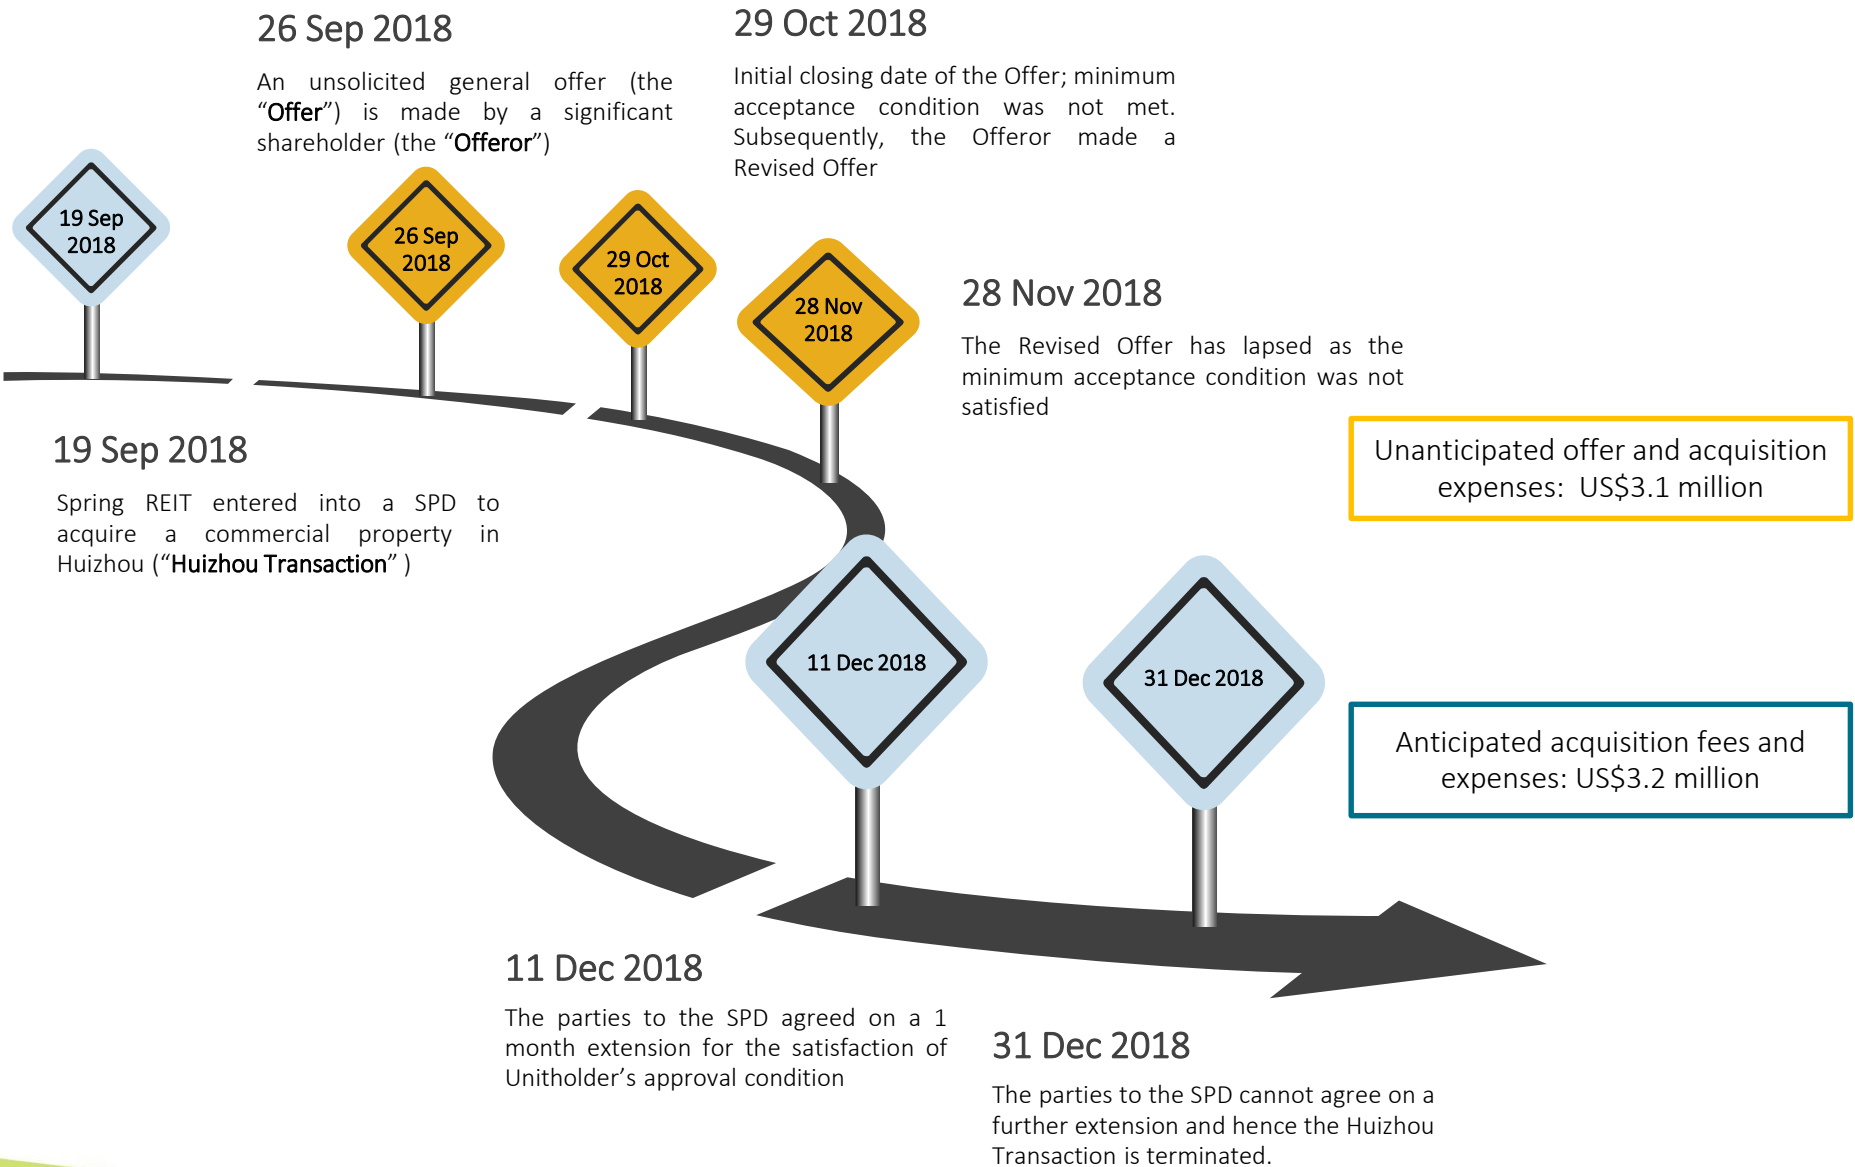 26 Sep 2018
An unsolicited general offer (the
“Offer”) is made by a significant
shareholder (the “Offeror”)
29 Oct 2018
Initial closing date of the Offer; minimum
acceptance condition was not met.
Subsequently, the Offeror made a
Revised Offer
19 Sep
2018
26 Sep
2018
29 Oct
2018
28 Nov
2018
28 Nov 2018
The Revised Offer has lapsed as the
minimum acceptance condition was not
satisfied
19 Sep 2018
Spring REIT entered into a SPD to
acquire a commercial property in
Huizhou (“Huizhou Transaction” )
Unanticipated offer and acquisition
expenses: US$3.1 million
11 Dec 2018
31 Dec 2018
Anticipated acquisition fees and
expenses: US$3.2 million
11 Dec 2018
The parties to the SPD agreed on a 1
month extension for the satisfaction of
Unitholder’s approval condition
31 Dec 2018
The parties to the SPD cannot agree on a
further extension and hence the Huizhou
Transaction is terminated.